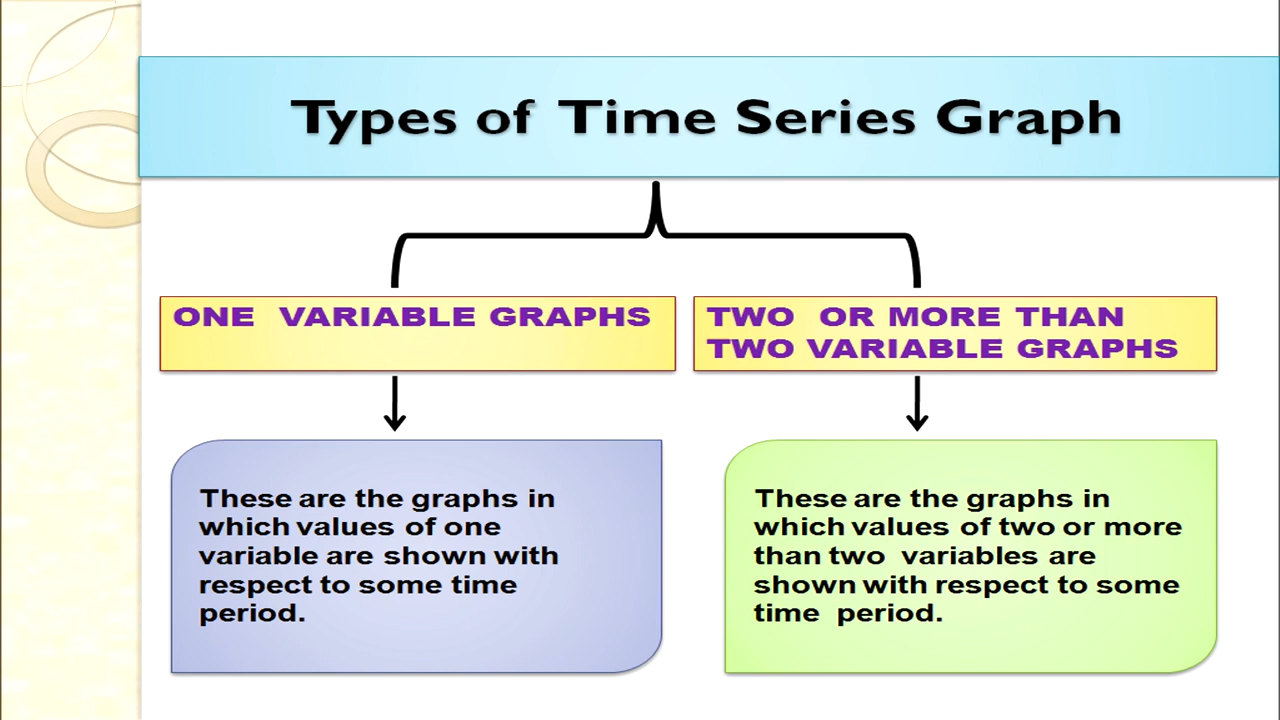 Types of Time Series Graph
ONE VARIABLE GRAPHS
TWO OR MORE THAN
TWO VARIABLE GRAPHS
These are the graphs in
which values of one
variable are shown with
respect to some time
period.
These are the graphs in
which values of two or more
than two variables are
shown with respect to some
time period.